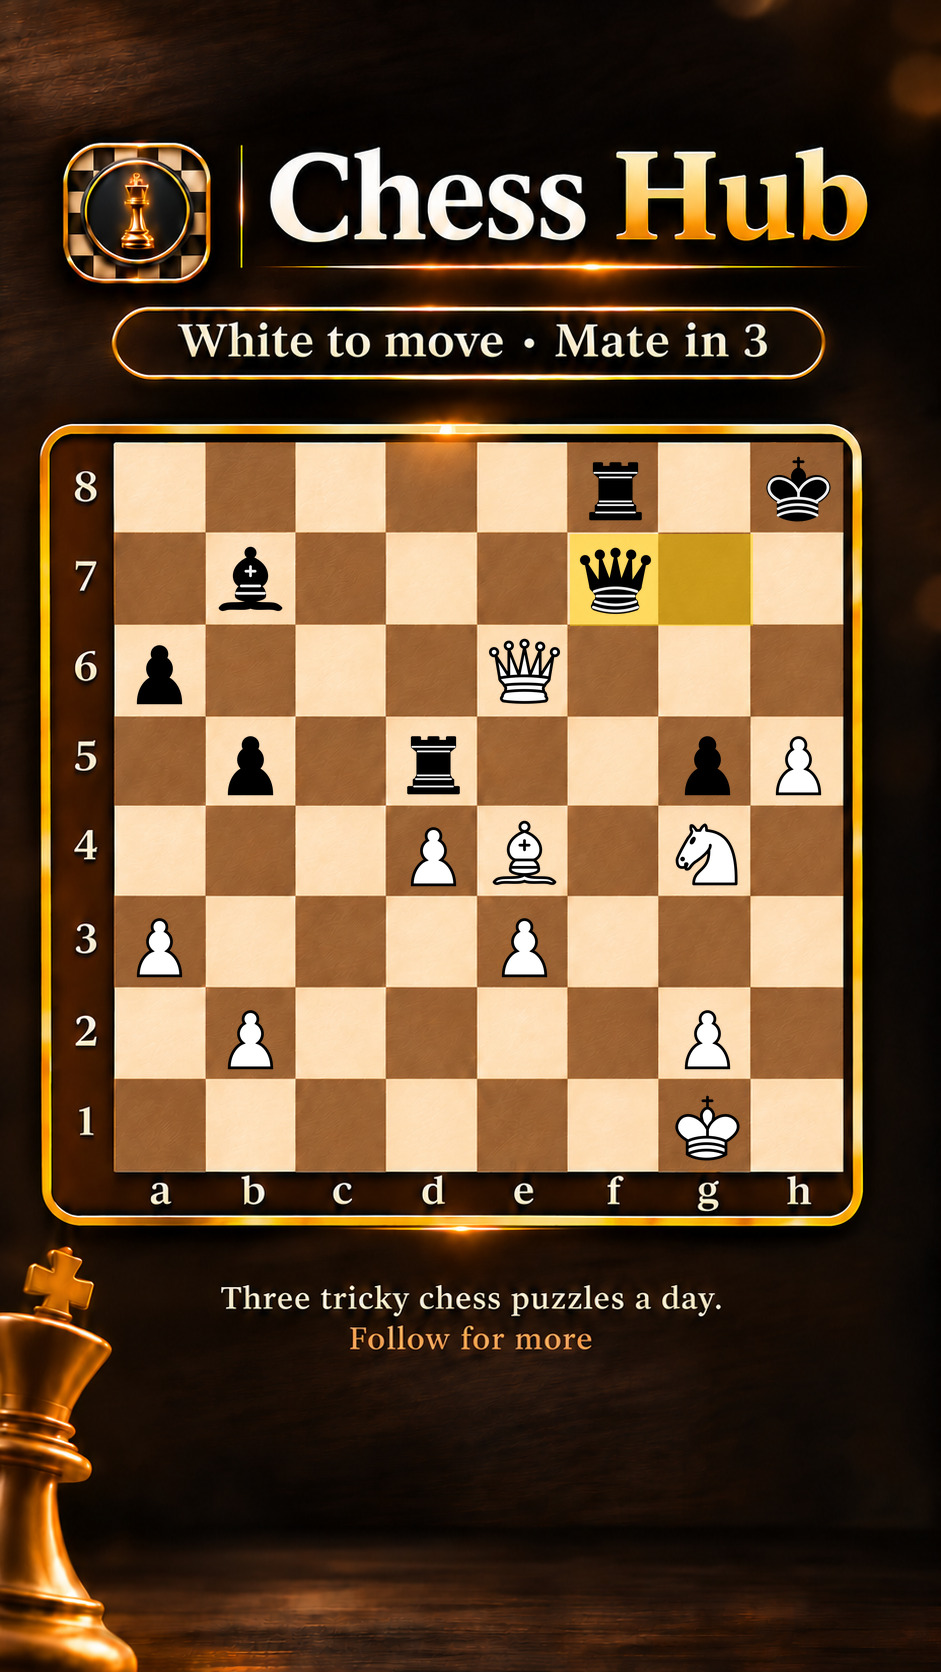 Chess Hub
White to move • Mate in 3
8
7
6
5
4
3
2
1
a b c d e f g h
Three tricky chess puzzles a day.
Follow for more